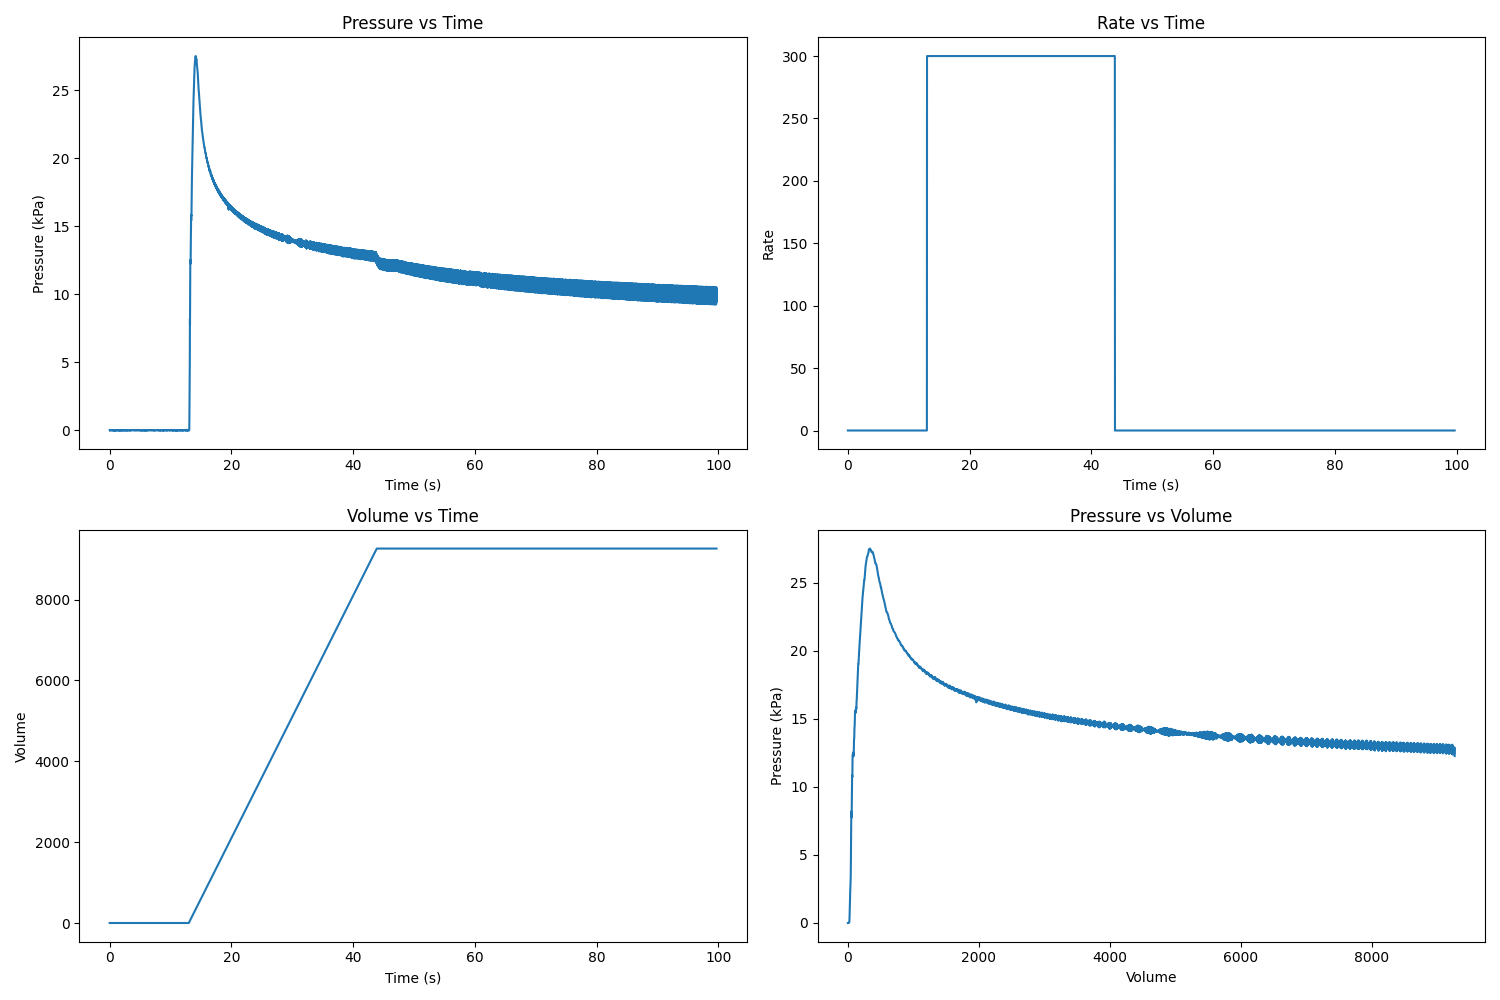 Pressure vs Time
Pressure (kPa)
25
20
15
10
5
0
0 20 40 60 80 100
Time (s)
Rate vs Time
Rate
300
250
200
150
100
50
0
0 20 40 60 80 100
Time (s)
Volume vs Time
Volume
8000
6000
4000
2000
0
0 20 40 60 80 100
Time (s)
Pressure vs Volume
Pressure (kPa)
25
20
15
10
5
0
0 2000 4000 6000 8000
Volume